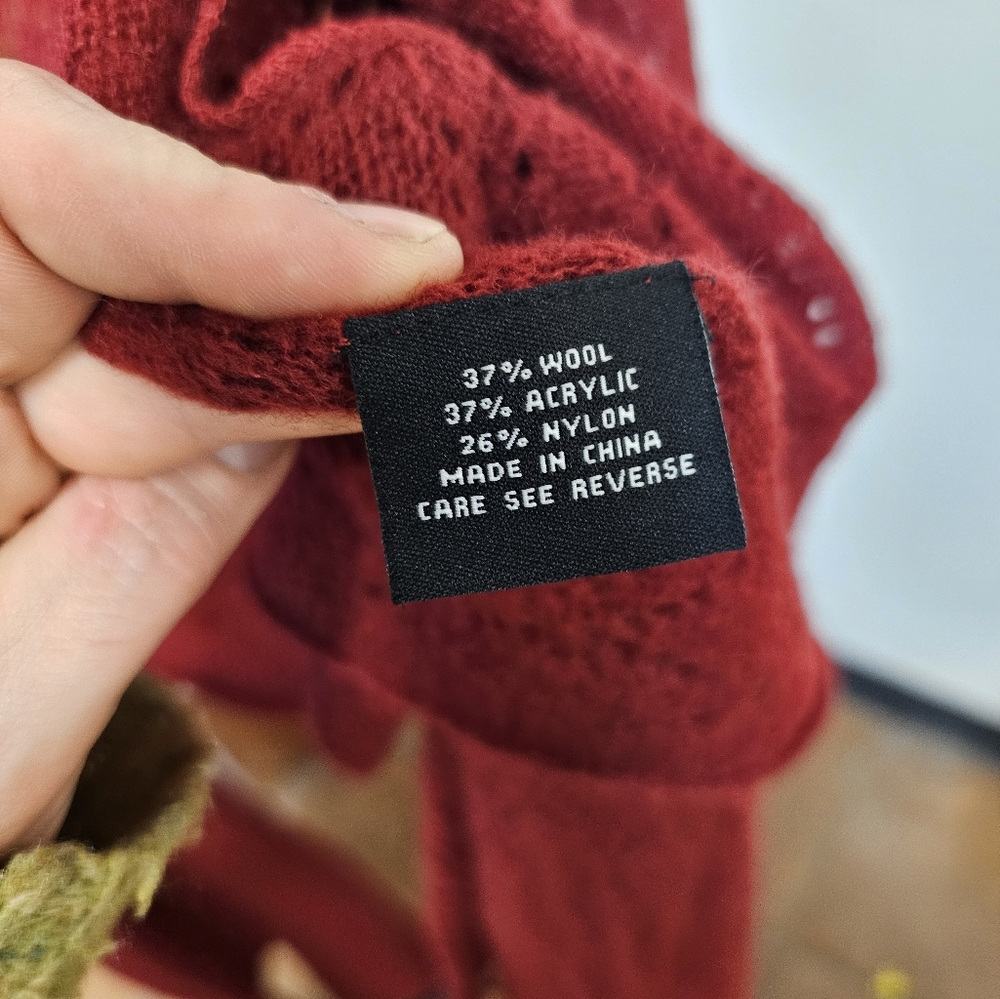 37% WOOL
37% ACRYLIC
26% NYLON
MADE IN CHINA
CARE SEE REVERSE